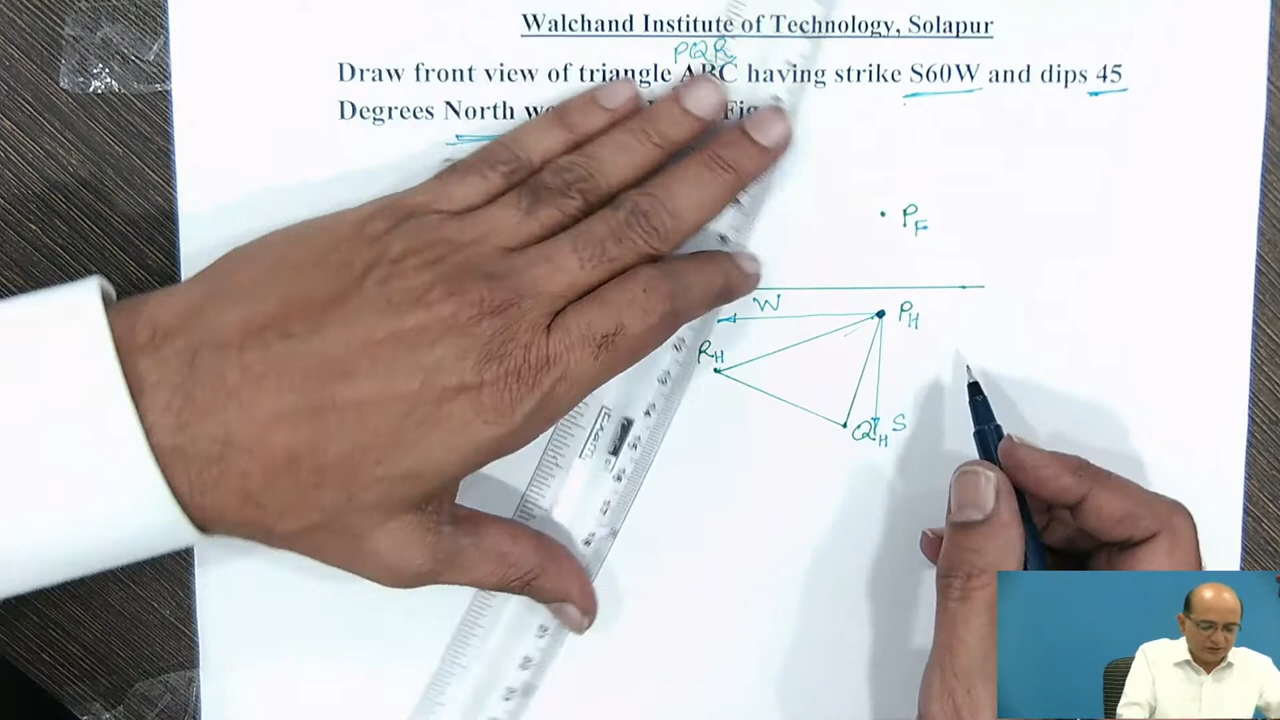 Walchand Institute of Technology, Solapur
PQR
Draw front view of triangle ABC having strike S60W and dips 45
Degrees North
PF
W
PH
RH
QH S